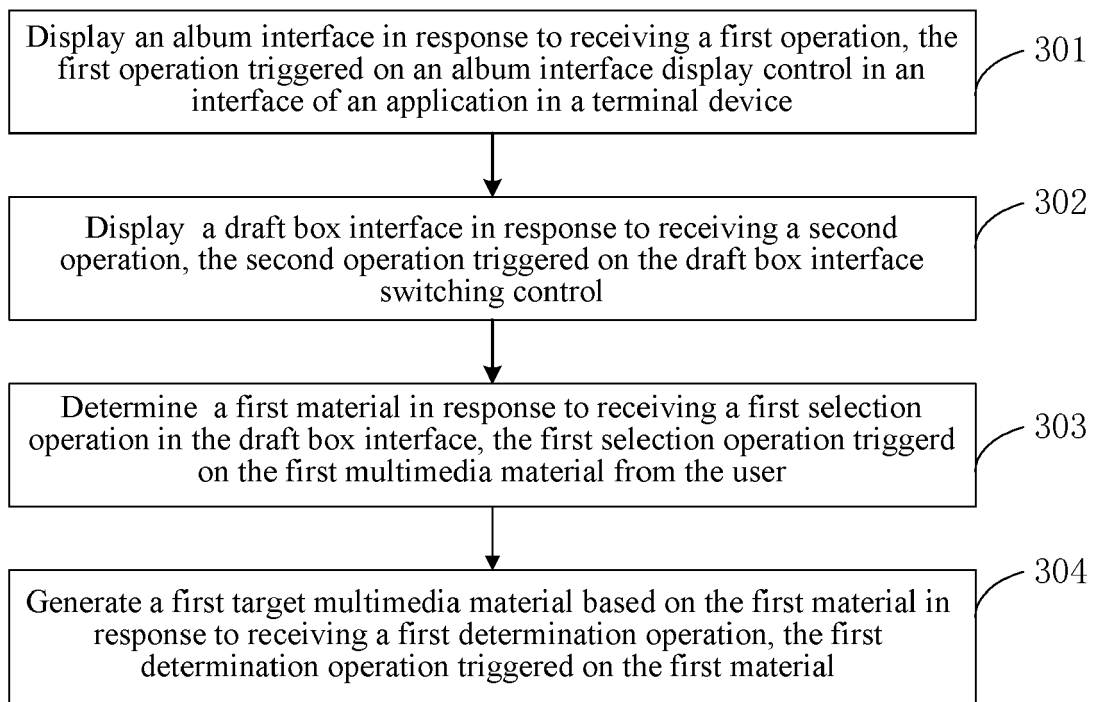 Display an album interface in response to receiving a first operation, the
first operation triggered on an album interface display control in an
interface of an application in a terminal device
301
Display a draft box interface in response to receiving a second
operation, the second operation triggered on the draft box interface
switching control
302
Determine a first material in response to receiving a first selection
operation in the draft box interface, the first selection operation triggerd
on the first multimedia material from the user
303
Generate a first target multimedia material based on the first material in
response to receiving a first determination operation, the first
determination operation triggered on the first material
304